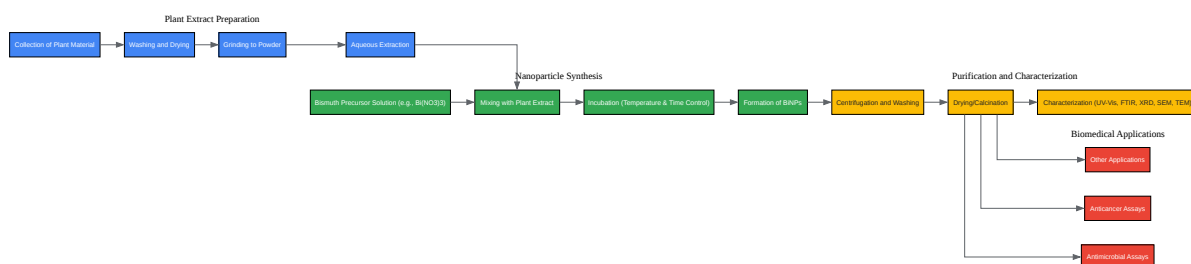 Plant Extract Preparation
Collection of Plant Material
Washing and Drying
Grinding to Powder
Aqueous Extraction
Nanoparticle Synthesis
Bismuth Precursor Solution (e.g., Bi(NO3)3)
Mixing with Plant Extract
Incubation (Temperature & Time Control)
Formation of BiNPs
Purification and Characterization
Centrifugation and Washing
Drying/Calcination
Characterization (UV-Vis, FTIR, XRD, SEM, TEM)
Biomedical Applications
Other Applications
Anticancer Assays
Antimicrobial Assays